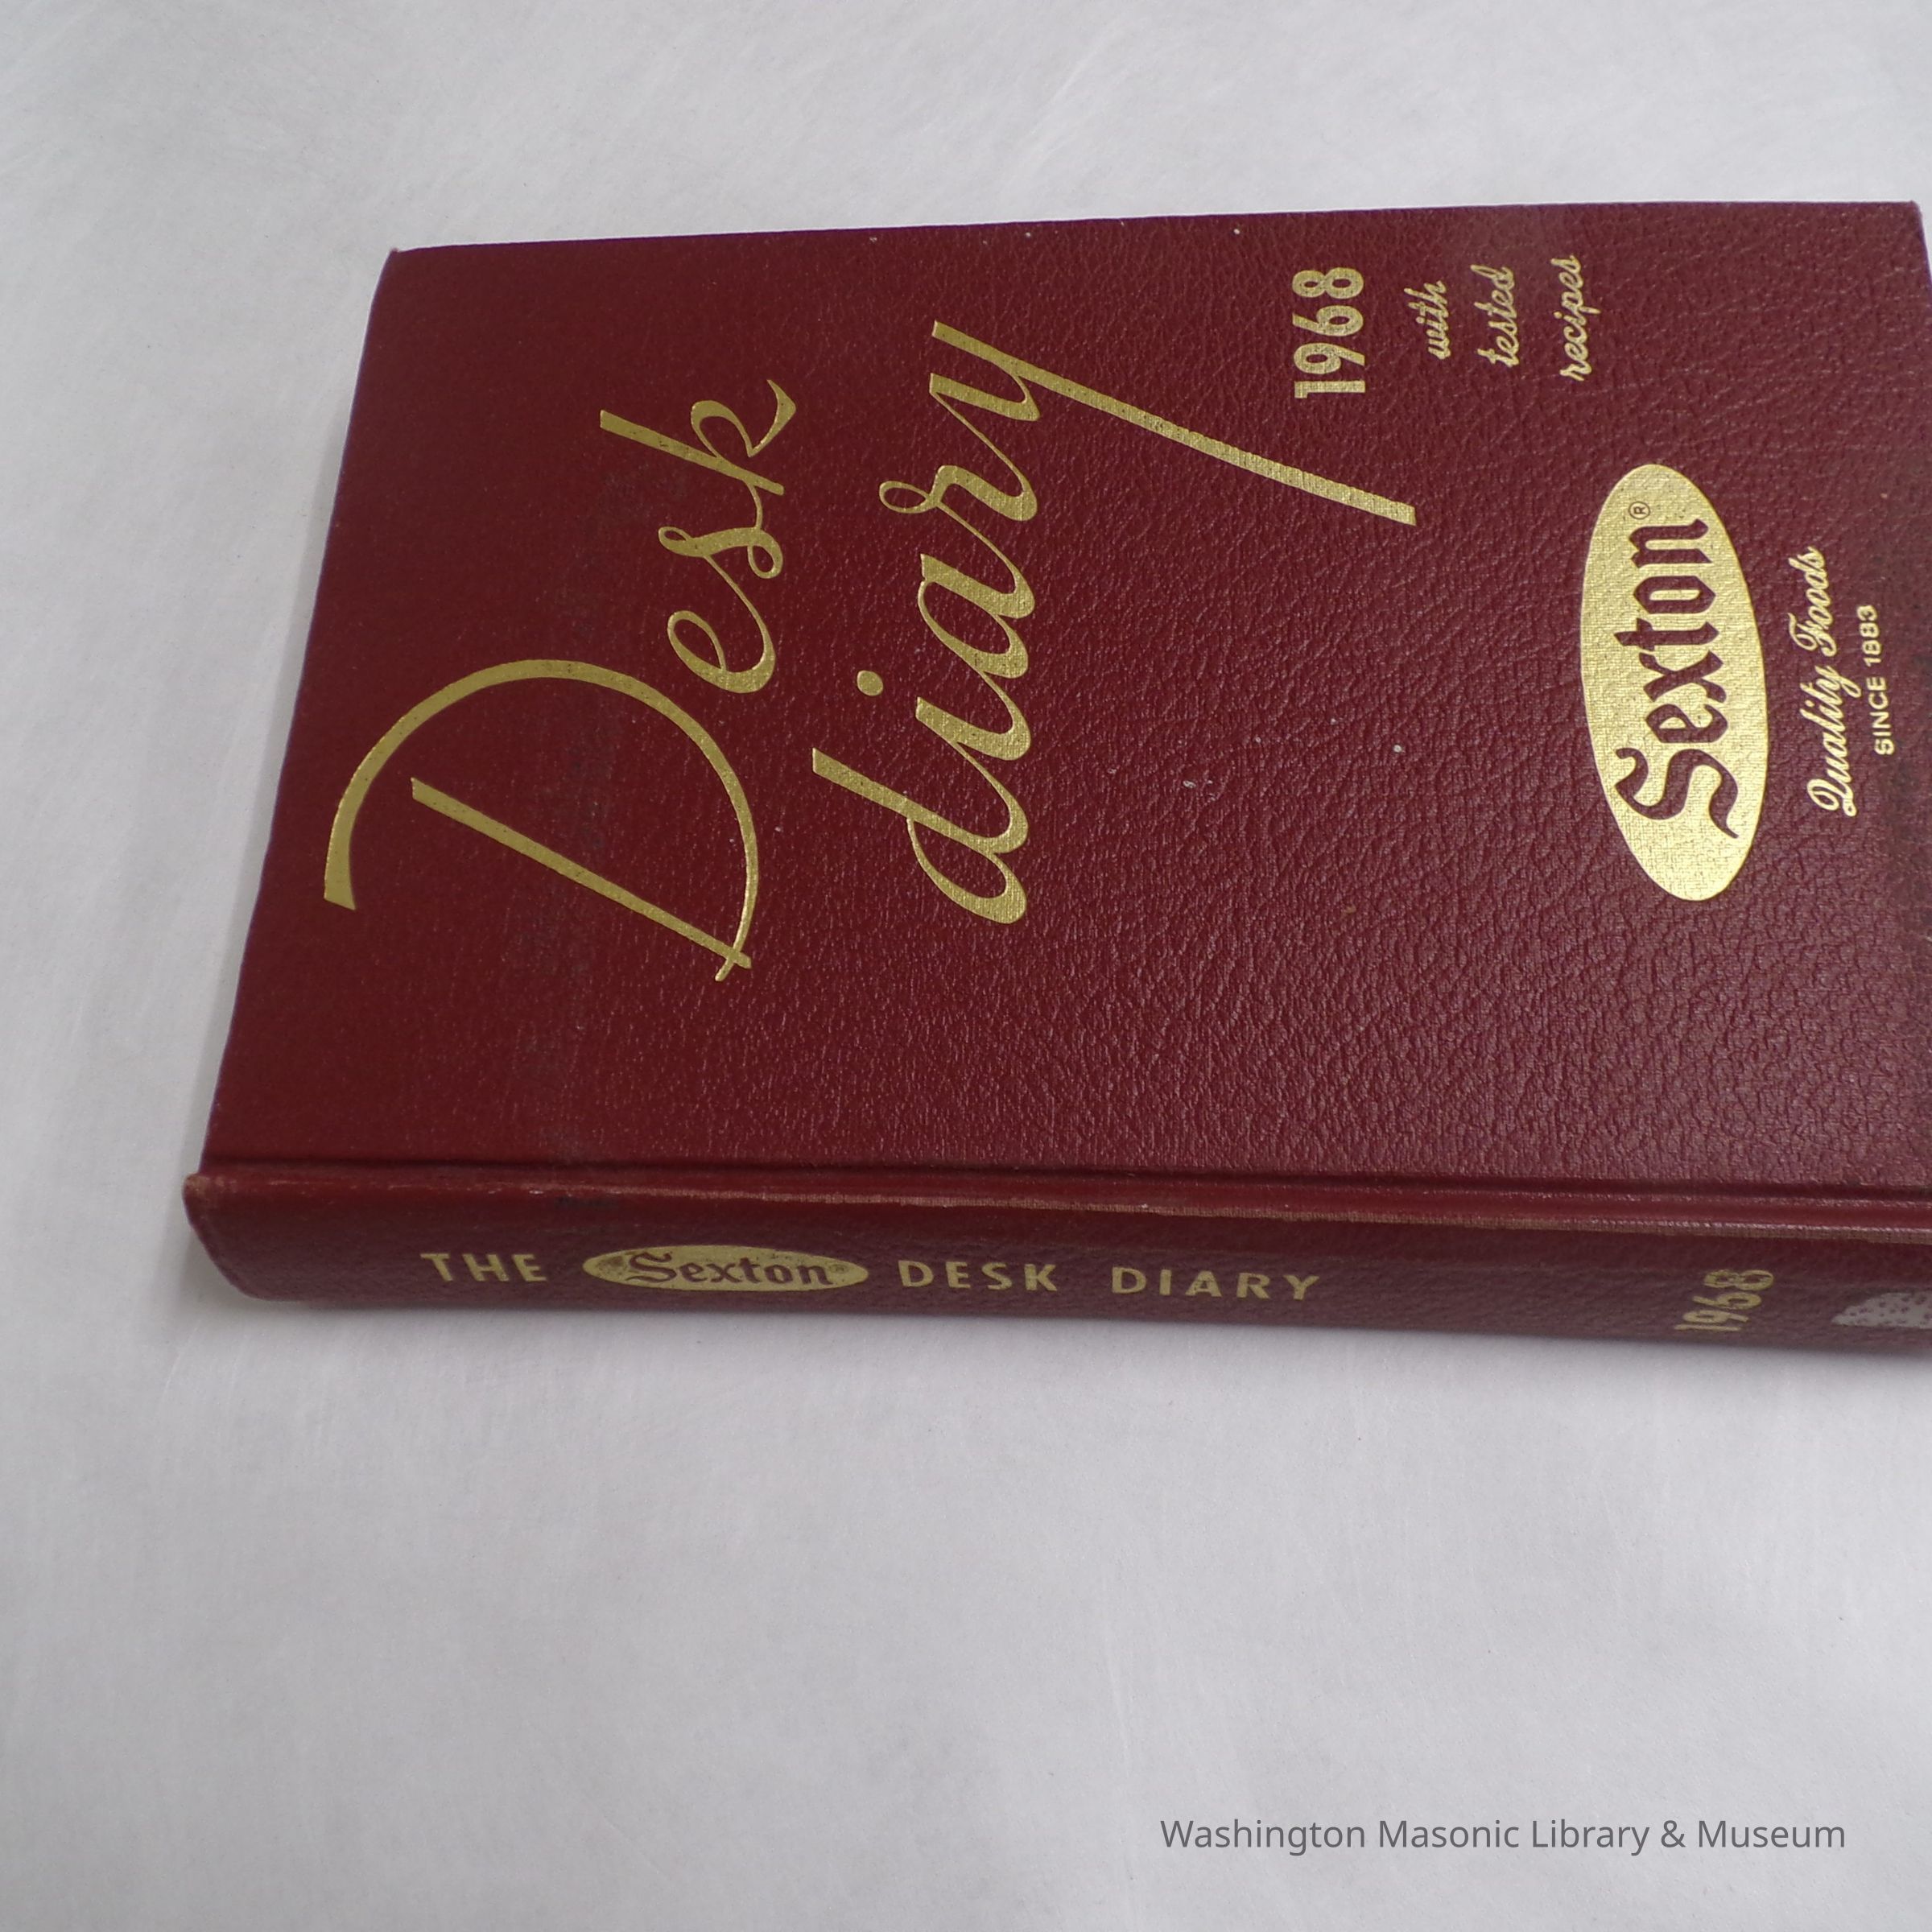 Desk
diary
1968
with
tested
recipes
Sexton®
Quality Foods
SINCE 1883
THE Sexton DESK DIARY 1968
Washington Masonic Library & Museum